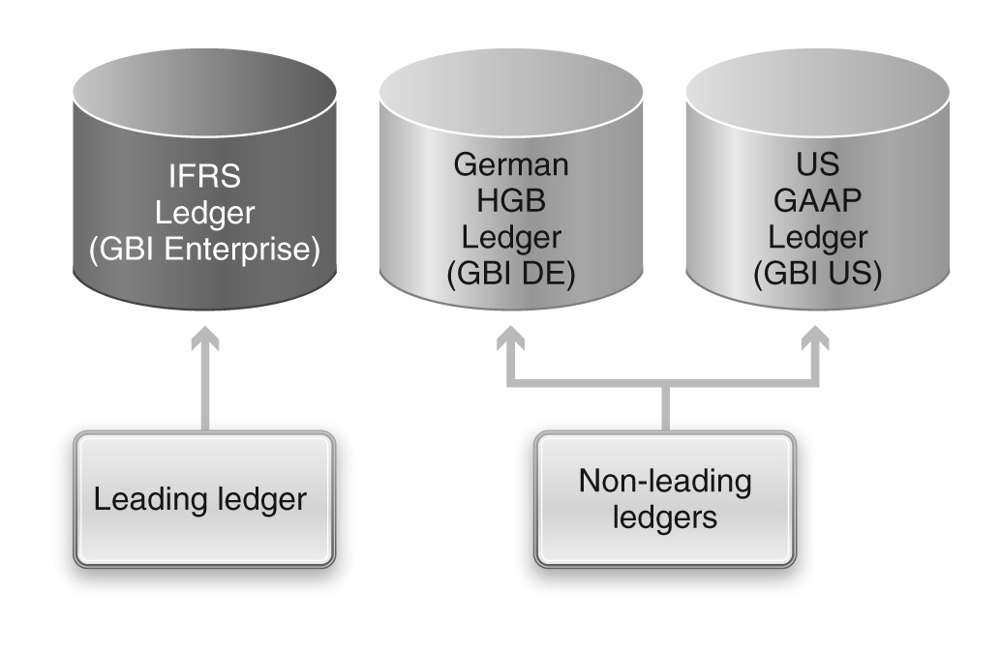 IFRS
Ledger
(GBI Enterprise)
German
HGB
Ledger
(GBI DE)
US
GAAP
Ledger
(GBI US)
Leading ledger
Non-leading
ledgers